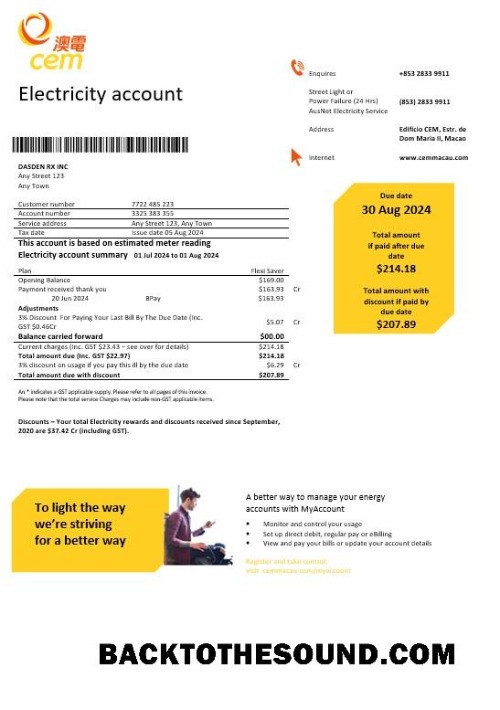 澳電
cem
Electricity account
Enquires +853 2833 9911
Street Light or
Power Failure (24 Hrs) (853) 2833 9911
AusNet Electricity Service
Address Edifício CEM, Estr. de
Dom Maria II, Macao
Internet www.cemmacau.com
DASDEN RX INC
Any Street 123
Any Town
Customer number 7722 485 223
Account number 3325 383 355
Service address Any Street 123, Any Town
Tax date Issue date 05 Aug 2024
This account is based on estimated meter reading
Electricity account summary 01 Jul 2024 to 01 Aug 2024
Plan Flexi Saver
Opening Balance $169.00
Payment received thank you $163.93 Cr
20 Jun 2024 BPay $163.93
Adjustments
3% Discount For Paying Your Last Bill By The Due Date (Inc.
GST $0.46Cr $5.07 Cr
Balance carried forward $00.00
Current charges (Inc. GST $23.43 – see over for details) $214.18
Total amount due (Inc. GST $22.97) $214.18
3% discount on usage if you pay this ill by the due date $6.29 Cr
Total amount due with discount $207.89
An * indicates a GST applicable supply. Please refer to all pages of this invoice.
Please note that the total service Charges may include non-GST applicable items.
Discounts – Your total Electricity rewards and discounts received since September,
2020 are $37.42 Cr (including GST).
Due date
30 Aug 2024
Total amount
if paid after due
date
$214.18
Total amount with
discount if paid by
due date
$207.89
To light the way
we're striving
for a better way
A better way to manage your energy
accounts with MyAccount
• Monitor and control your usage
• Set up direct debit, regular pay or eBilling
• View and pay your bills or update your account details
Register and take control,
visit cemmacau.com/myaccount
BACKTOTHESOUND.COM